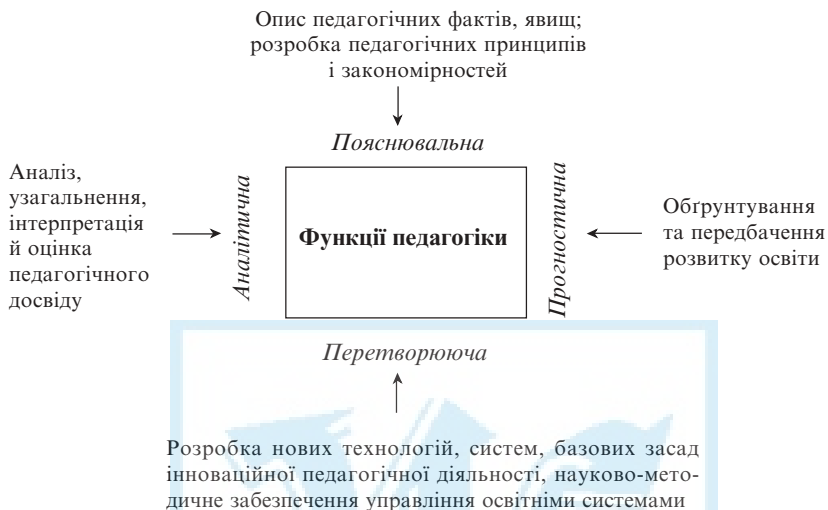 Опис педагогічних фактів, явищ;
розробка педагогічних принципів
і закономірностей
Пояснювальна
Аналіз,
узагальнення,
інтерпретація
й оцінка
педагогічного
досвіду
Аналітична
Функції педагогіки
Прогностична
Обґрунтування
та передбачення
розвитку освіти
Перетворююча
Розробка нових технологій, систем, базових засад
інноваційної педагогічної діяльності, науково-мето-
дичне забезпечення управління освітніми системами